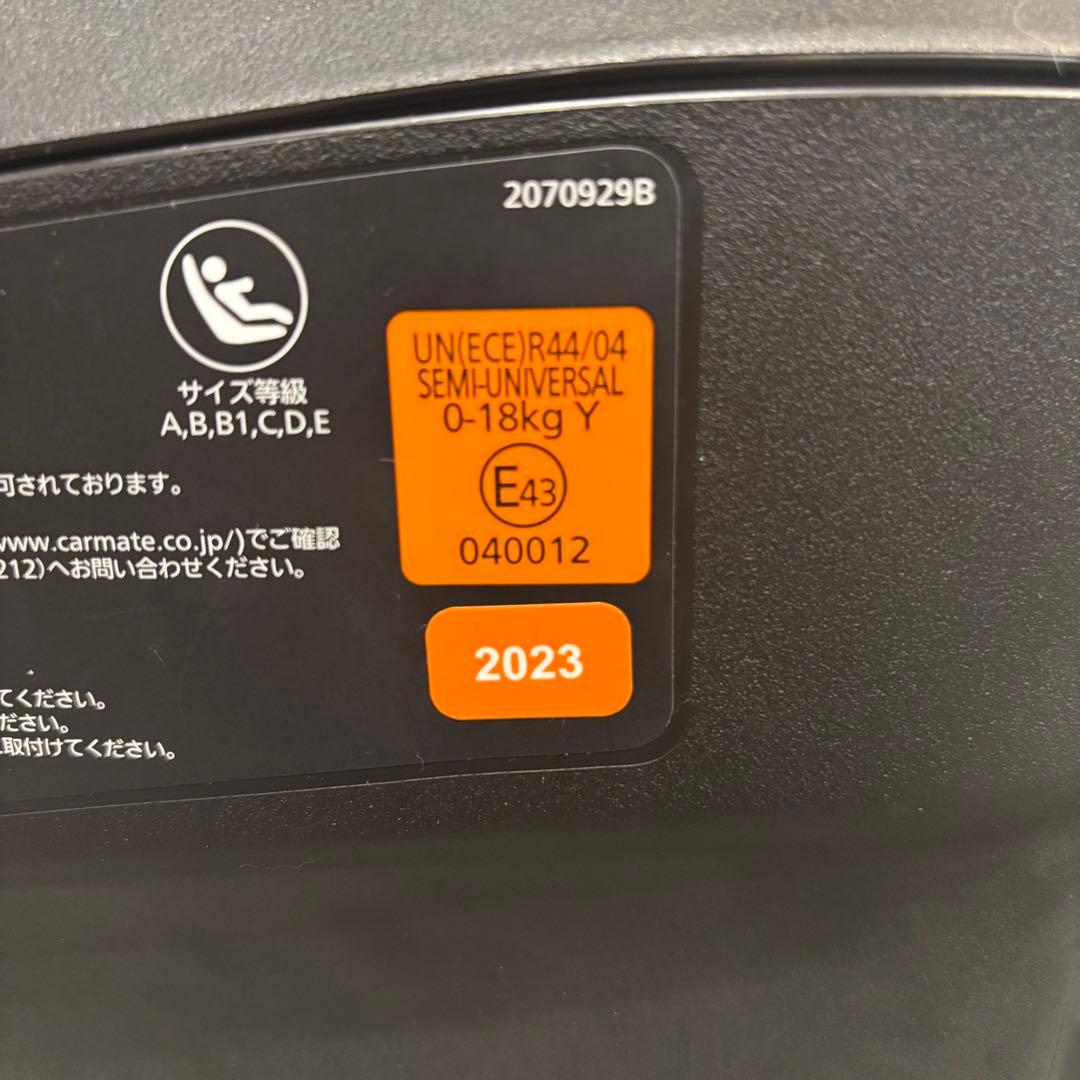 2070929B
サイズ等級
A,B,B1,C,D,E
UN(ECE)R44/04
SEMI-UNIVERSAL
0-18kg Y
E43
040012
可されております。
www.carmate.co.jp/)でご確認
212)へお問い合わせください。
2023
てください。
ださい。
取付けてください。